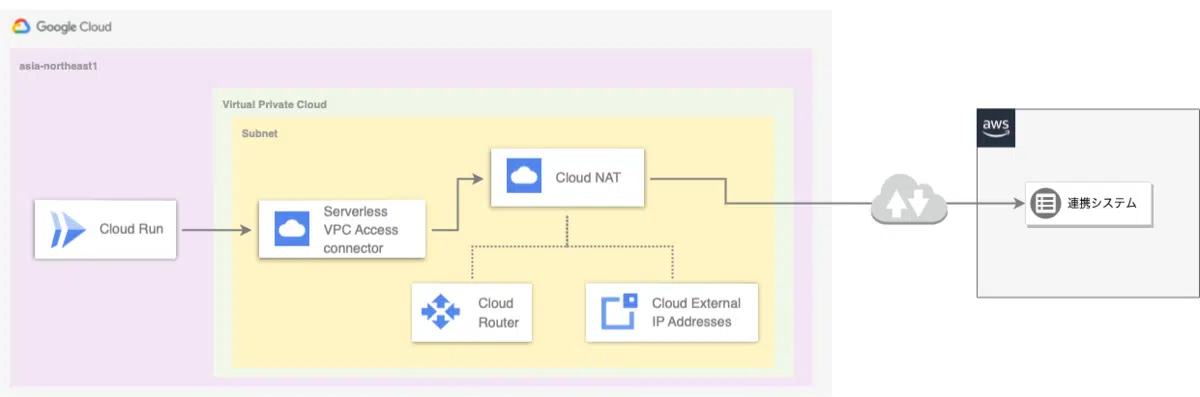 Google Cloud
asia-northeast1
Virtual Private Cloud
Subnet
Cloud Run
Serverless
VPC Access
connector
Cloud NAT
Cloud
Router
Cloud External
IP Addresses
aws
連携システム